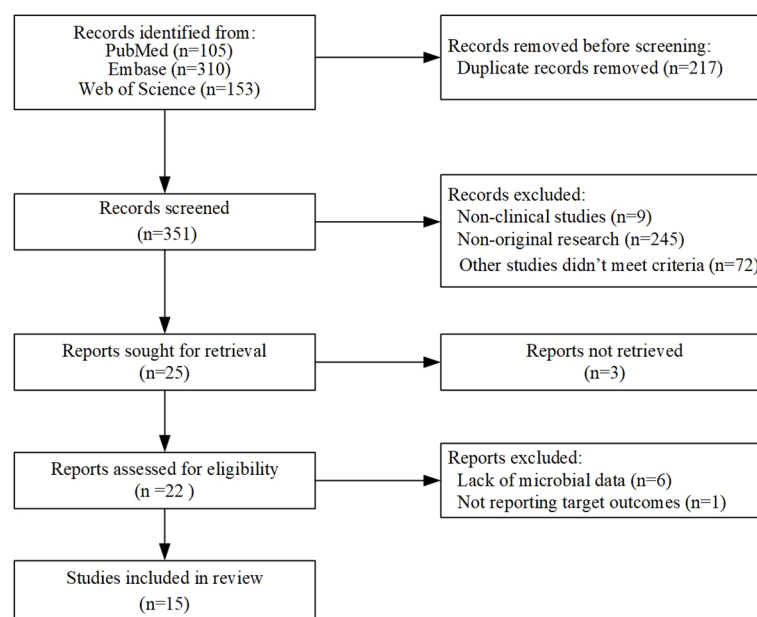 Records identified from:
PubMed (n=105)
Embase (n=310)
Web of Science (n=153)
Records removed before screening:
Duplicate records removed (n=217)
Records screened
(n=351)
Records excluded:
Non-clinical studies (n=9)
Non-original research (n=245)
Other studies didn’t meet criteria (n=72)
Reports sought for retrieval
(n=25)
Reports not retrieved
(n=3)
Reports assessed for eligibility
(n =22 )
Reports excluded:
Lack of microbial data (n=6)
Not reporting target outcomes (n=1)
Studies included in review
(n=15)